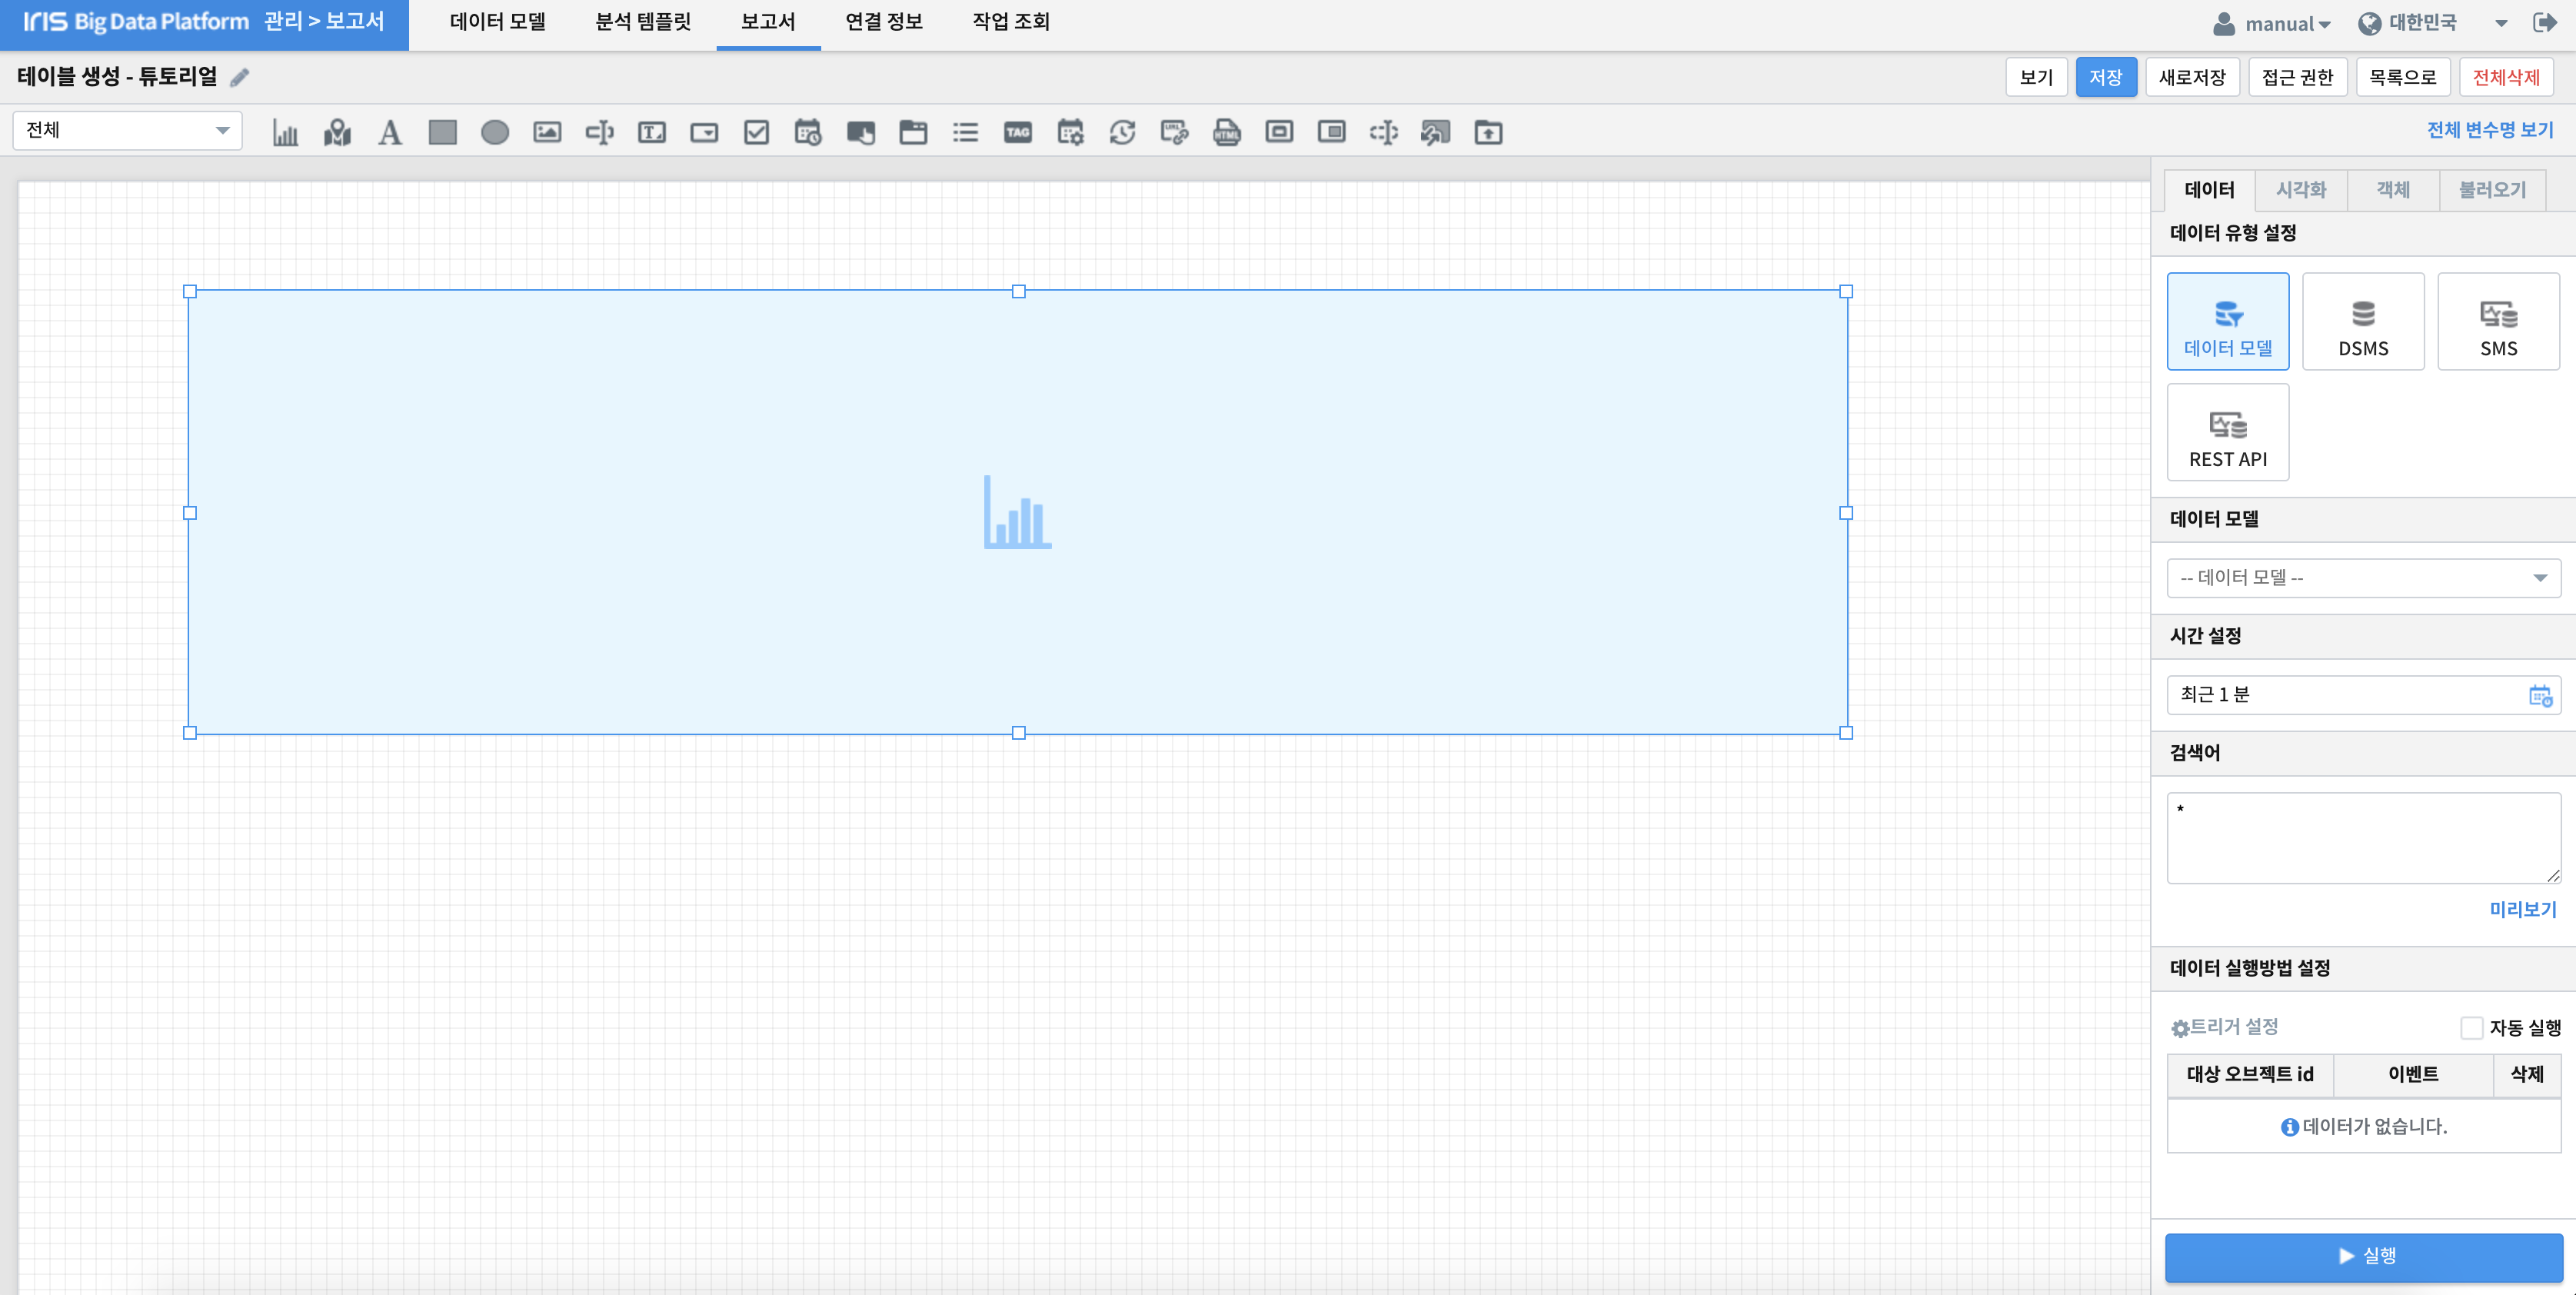 IRIS Big Data Platform 관리 > 보고서 데이터 모델 분석 템플릿 보고서 연결 정보 작업 조회 manual 대한민국
테이블 생성 - 튜토리얼 보기 저장 새로저장 접근 권한 목록으로 전체삭제
전체 A T TAG URL HTML 전체 변수명 보기
데이터 시각화 객체 불러오기
데이터 유형 설정
데이터 모델 DSMS SMS
REST API
데이터 모델
-- 데이터 모델 --
시간 설정
최근 1 분
검색어
*
미리보기
데이터 실행방법 설정
트리거 설정 자동 실행
대상 오브젝트 id 이벤트 삭제
데이터가 없습니다.
실행